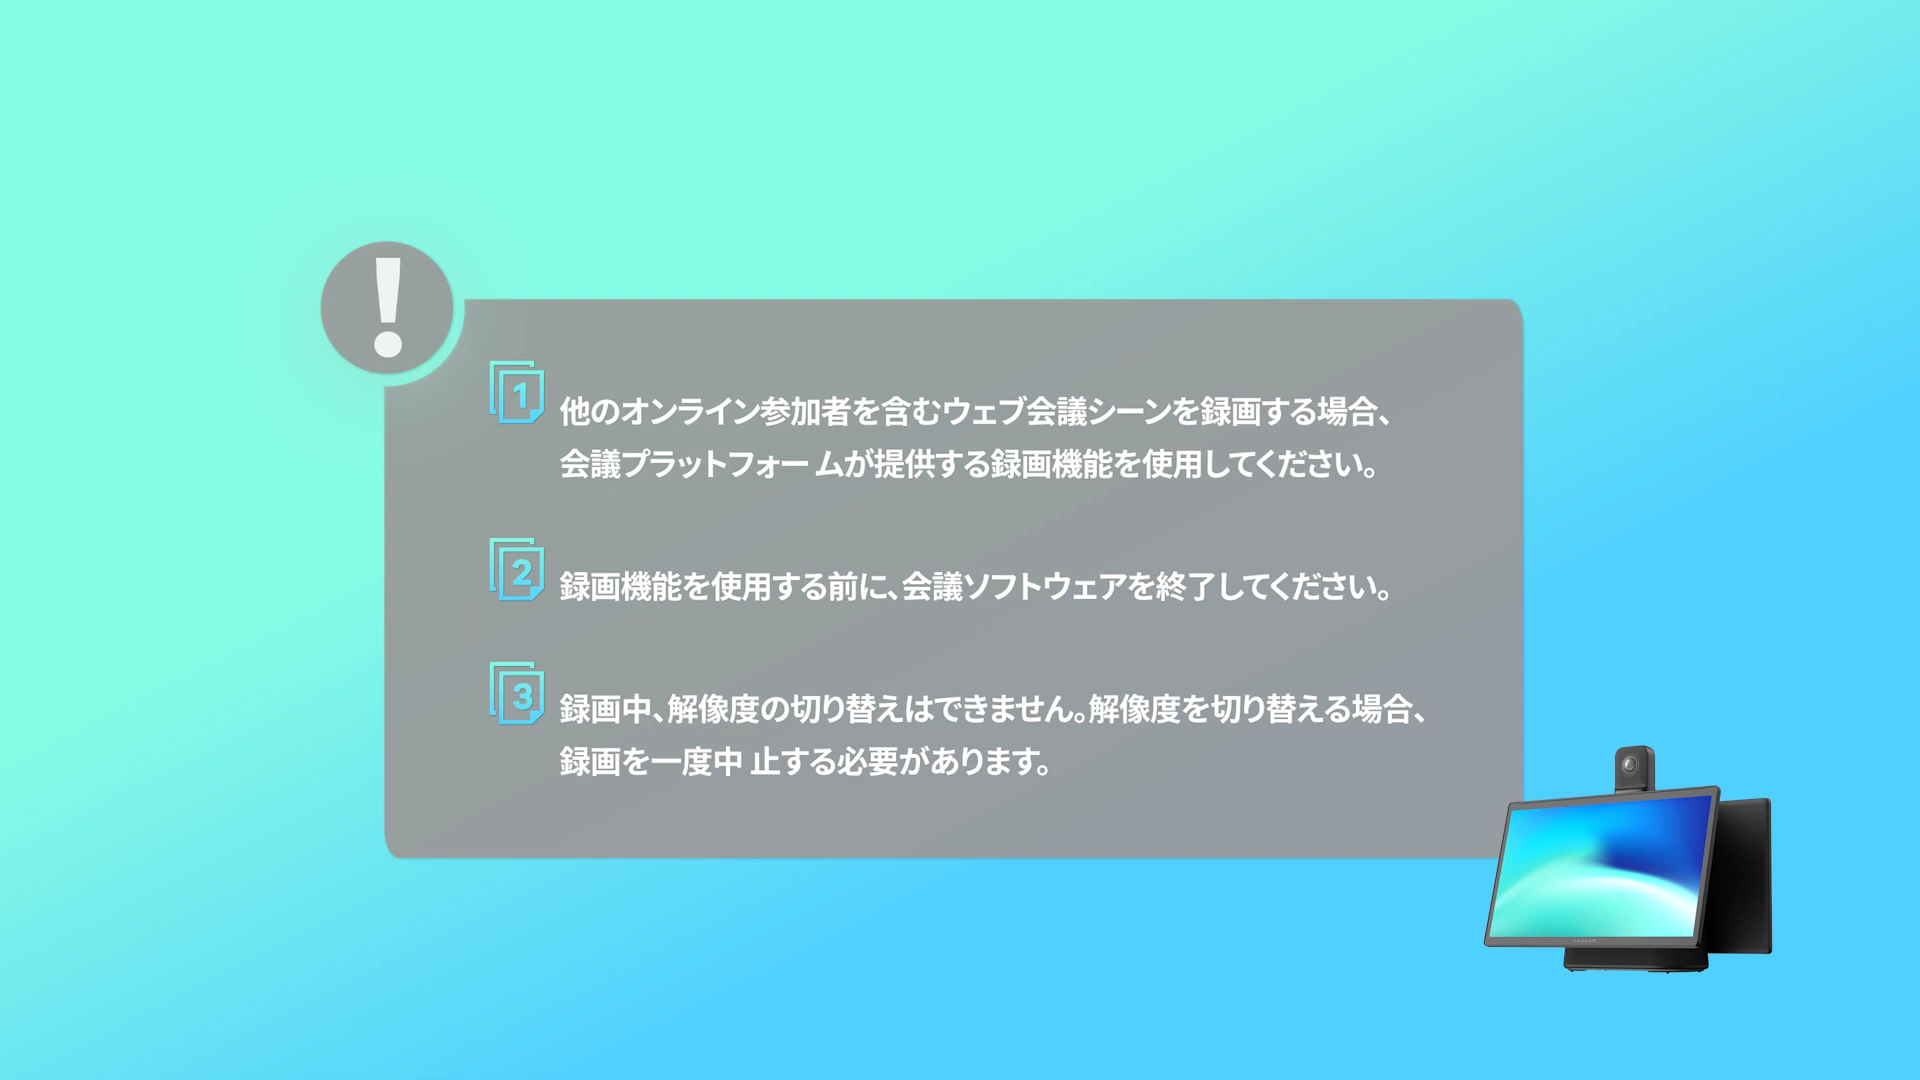 !
1
他のオンライン参加者を含むウェブ会議シーンを録画する場合、
会議プラットフォー ムが提供する録画機能を使用してください。
2
録画機能を使用する前に、会議ソフトウェアを終了してください。
3
録画中、解像度の切り替えはできません。解像度を切り替える場合、
録画を一度中 止する必要があります。